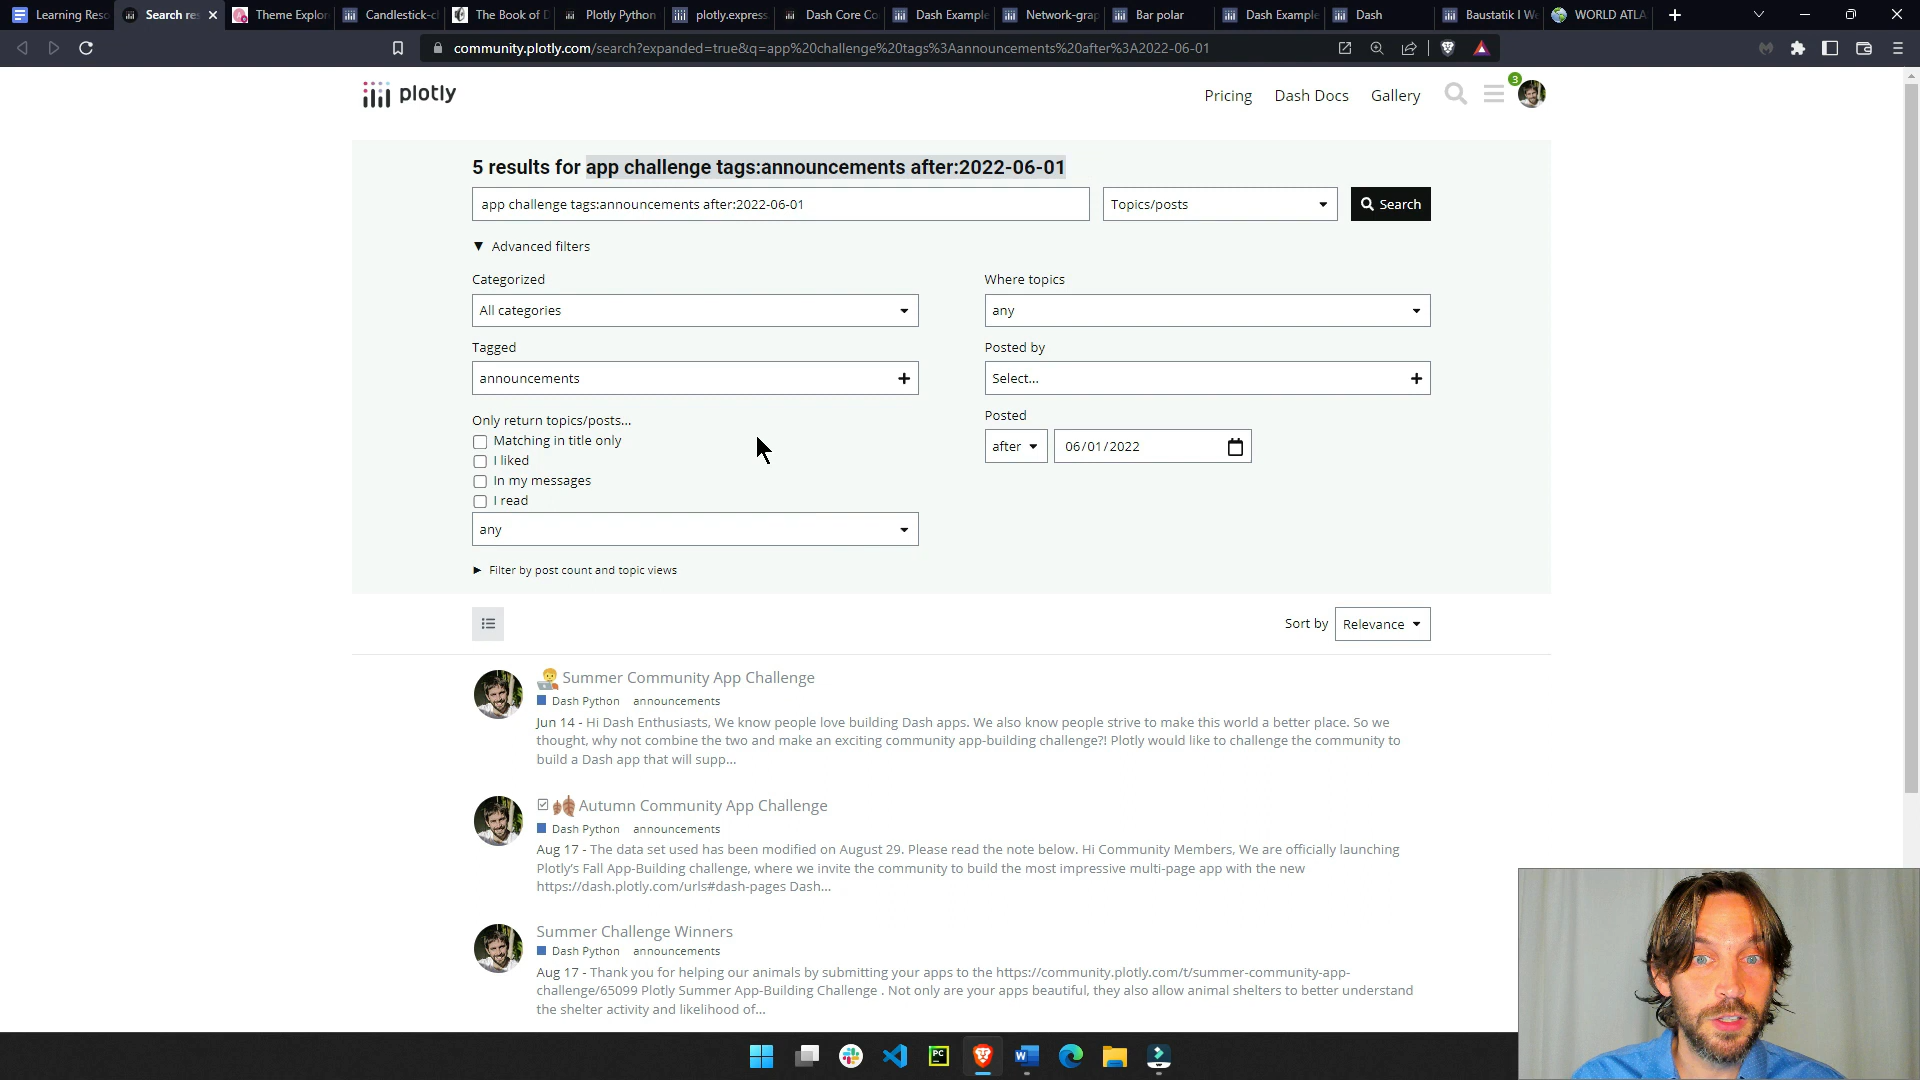 Learning Reso
Search re
Theme Explor
Candlestick-c
The Book of D
Plotly Python
plotly.express
Dash Core Co
Dash Example
Network-grap
Bar polar
Dash Example
Dash
Baustatik I W
WORLD ATLA
community.plotly.com/search?expanded=true&q=app%20challenge%20tags%3Aannouncements%20after%3A2022-06-01
plotly
Pricing
Dash Docs
Gallery
3
5 results for app challenge tags:announcements after:2022-06-01
app challenge tags:announcements after:2022-06-01
Topics/posts
Search
Advanced filters
Categorized
Where topics
All categories
any
Tagged
Posted by
announcements
Select...
Only return topics/posts...
Posted
Matching in title only
after
06/01/2022
I liked
In my messages
I read
any
Filter by post count and topic views
Sort by
Relevance
Summer Community App Challenge
Dash Python announcements
Jun 14 - Hi Dash Enthusiasts, We know people love building Dash apps. We also know people strive to make this world a better place. So we
thought, why not combine the two and make an exciting community app-building challenge?! Plotly would like to challenge the community to
build a Dash app that will supp...
Autumn Community App Challenge
Dash Python announcements
Aug 17 - The data set used has been modified on August 29. Please read the note below. Hi Community Members, We are officially launching
Plotly's Fall App-Building challenge, where we invite the community to build the most impressive multi-page app with the new
https://dash.plotly.com/urls#dash-pages Dash...
Summer Challenge Winners
Dash Python announcements
Aug 17 - Thank you for helping our animals by submitting your apps to the https://community.plotly.com/t/summer-community-app-
challenge/65099 Plotly Summer App-Building Challenge . Not only are your apps beautiful, they also allow animal shelters to better understand
the shelter activity and likelihood of...
PC